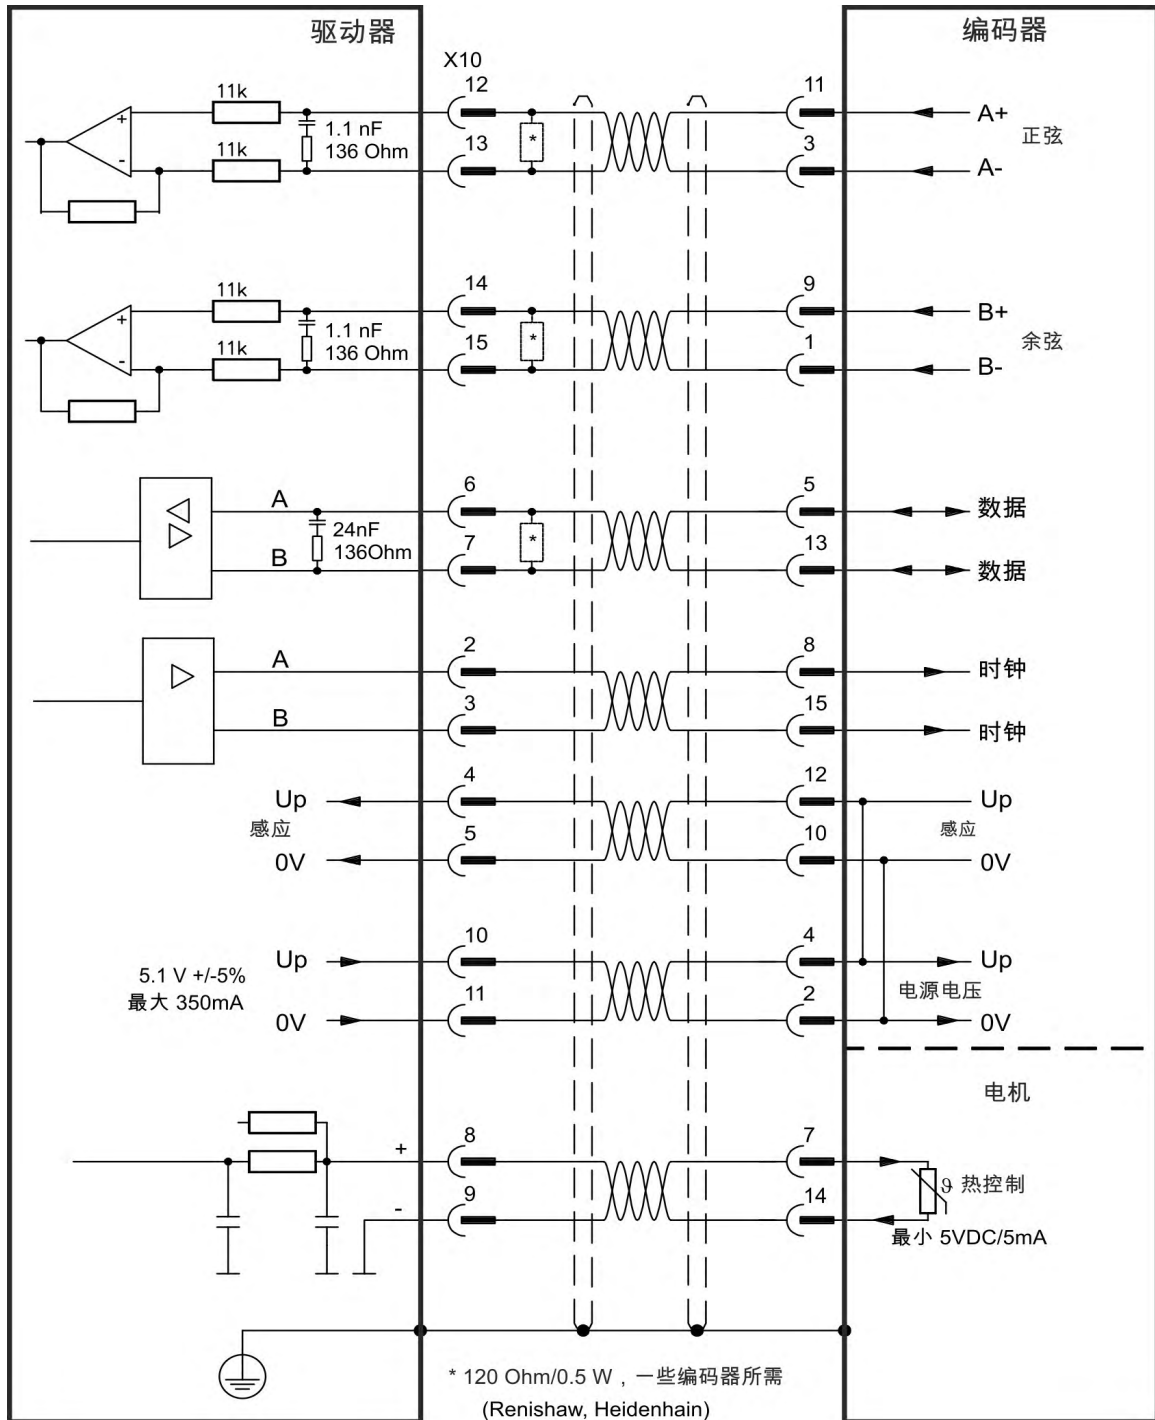 驱动器
编码器
X10
11k
12
11
A+
+
1.1 nF
*
正弦
136 Ohm
11k
13
3
-
A-
11k
14
9
B+
+
1.1 nF
*
余弦
136 Ohm
11k
15
1
-
B-
A
6
5
数据
24nF
*
136Ohm
B
7
13
数据
A
2
8
时钟
B
3
15
时钟
Up
4
12
Up
感应
感应
0V
5
10
0V
Up
10
4
Up
5.1 V +/-5%
电源电压
最大 350mA
0V
11
2
0V
电机
+
8
7
ϑ 热控制
-
9
14
最小 5VDC/5mA
* 120 Ohm/0.5 W，一些编码器所需
(Renishaw, Heidenhain)